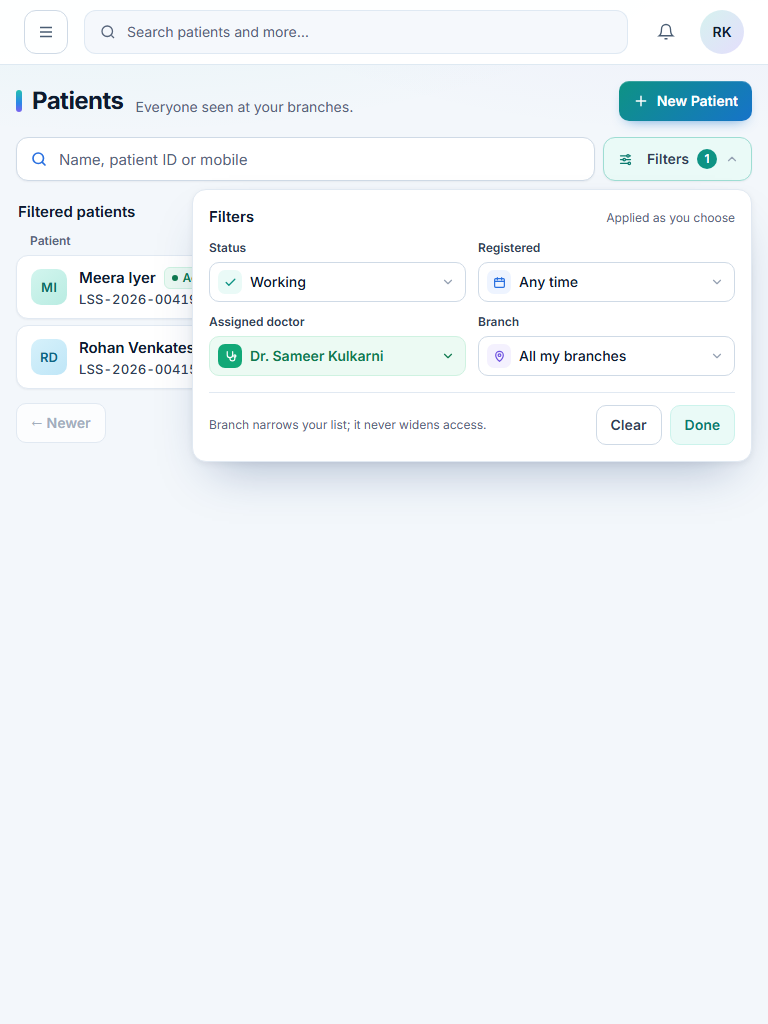 Search patients and more...
RK
Patients
Everyone seen at your branches.
+ New Patient
Name, patient ID or mobile
Filters 1
Filtered patients
Patient
MI
Meera Iyer
LSS-2026-0041
RD
Rohan Venkates
LSS-2026-0041
← Newer
Filters
Applied as you choose
Status
Registered
Working
Any time
Assigned doctor
Branch
Dr. Sameer Kulkarni
All my branches
Branch narrows your list; it never widens access.
Clear
Done